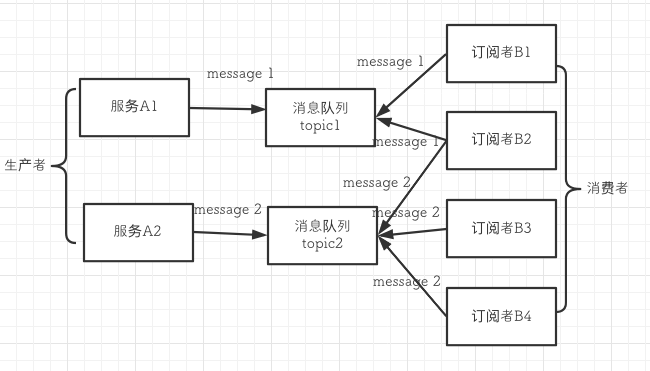 订阅者B1
message 1
message 1
服务A1
消息队列
topic1
订阅者B2
message 1
生产者
message 2
消费者
服务A2
message 2
message 2
消息队列
topic2
订阅者B3
message 2
订阅者B4